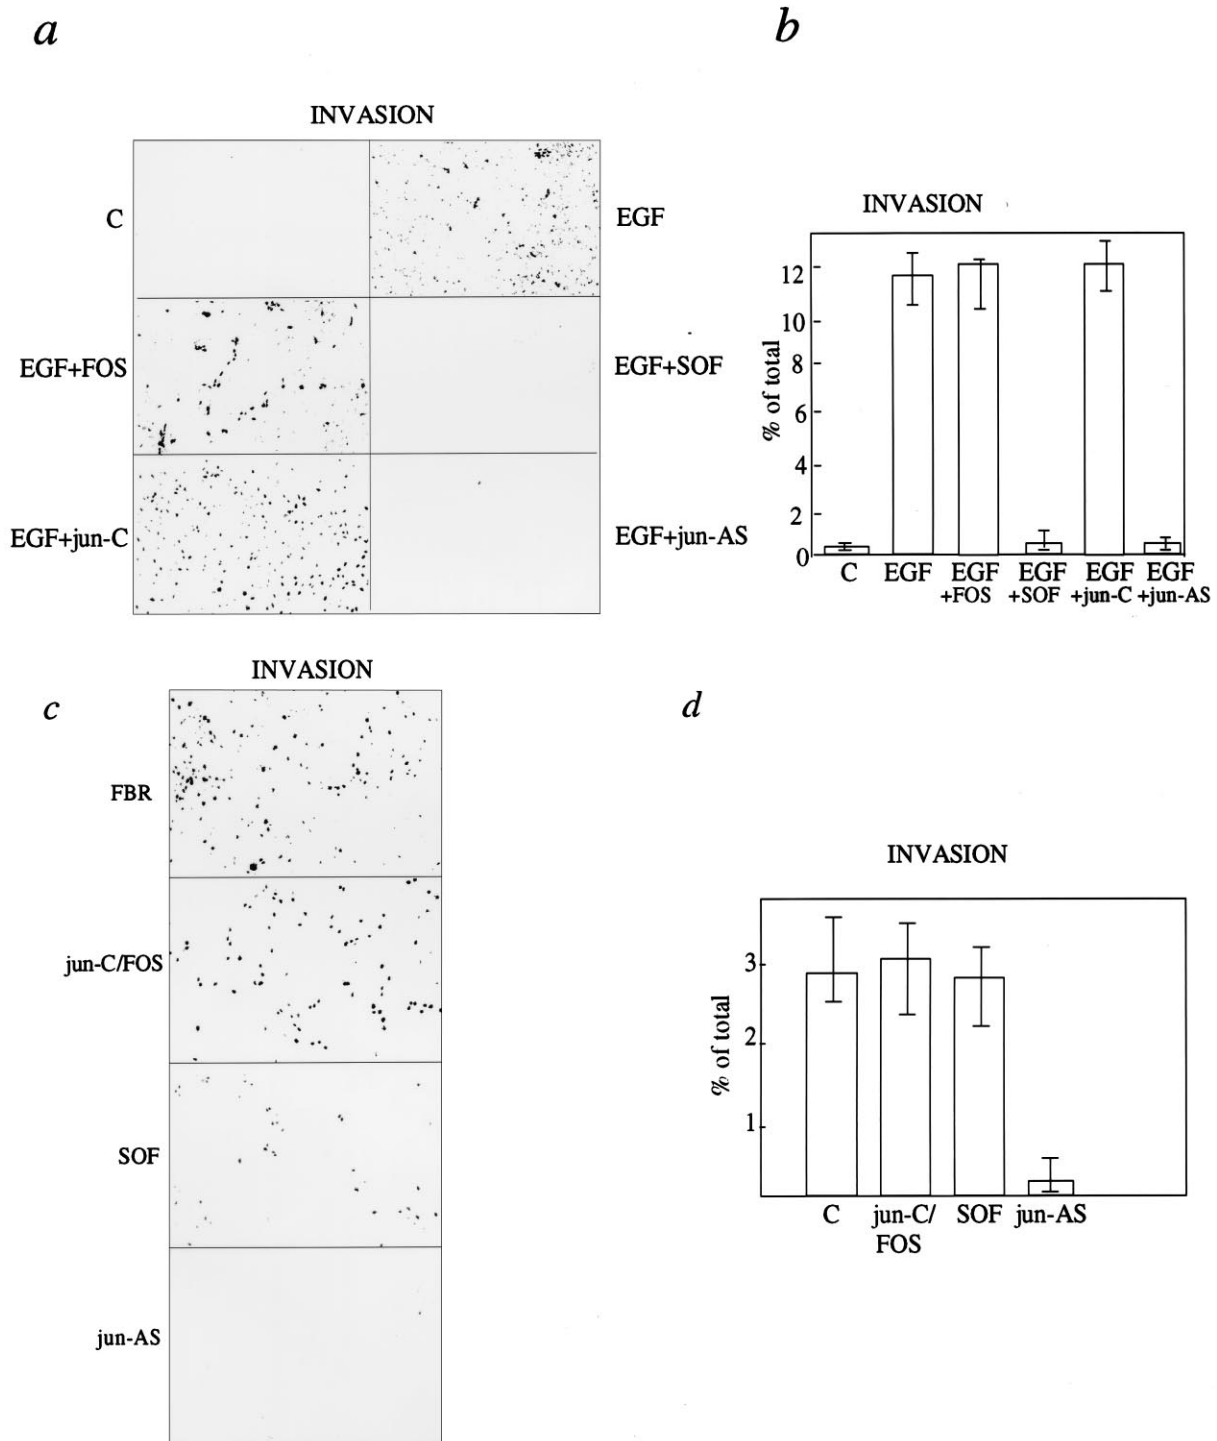 a
INVASION
C
EGF
EGF+FOS
EGF+SOF
EGF+jun-C
EGF+jun-AS
b
INVASION
% of total
12
10
8
6
4
2
0
C EGF EGF EGF EGF EGF
+FOS +SOF +jun-C +jun-AS
c
INVASION
FBR
jun-C/FOS
SOF
jun-AS
d
INVASION
% of total
3
2
1
C jun-C/ SOF jun-AS
FOS